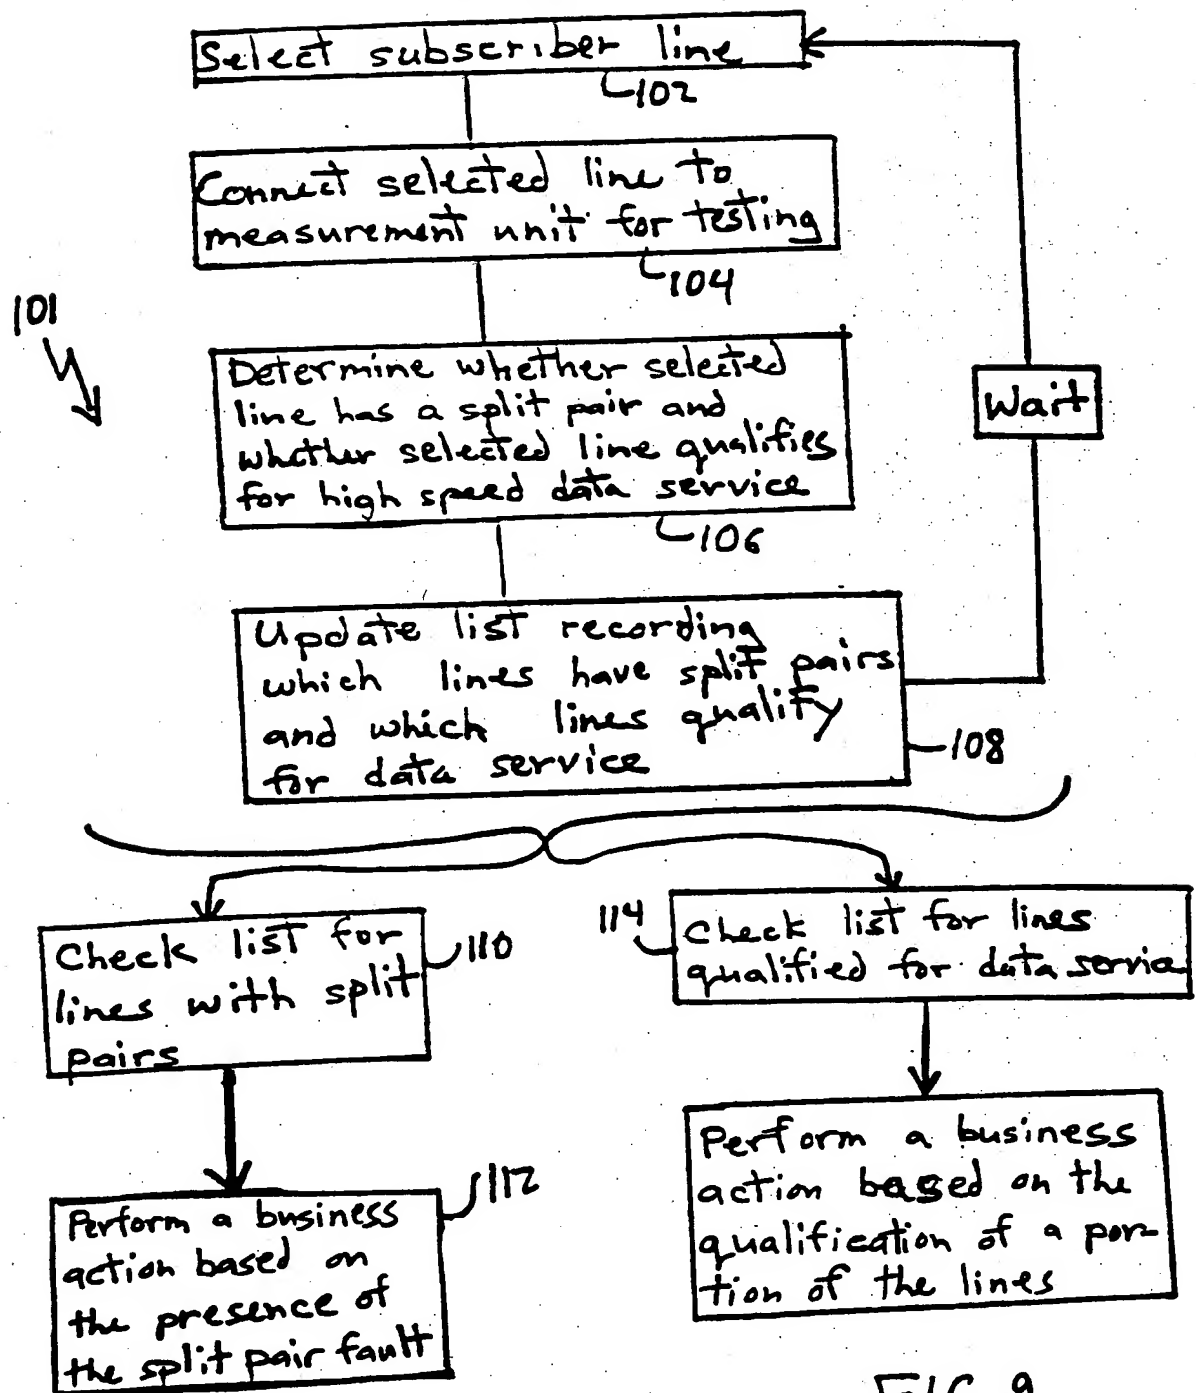 Select subscriber line
102
Connect selected line to
measurement unit for testing
104
101
Determine whether selected
line has a split pair and
whether selected line qualifies
for high speed data service
106
Wait
Update list recording
which lines have split pairs
and which lines qualify
for data service
108
Check list for
lines with split
pairs
110
114
Check list for lines
qualified for data servic
Perform a business
action based on
the presence of
the split pair fault
112
Perform a business
action based on the
qualification of a por-
tion of the lines
FIG. 9